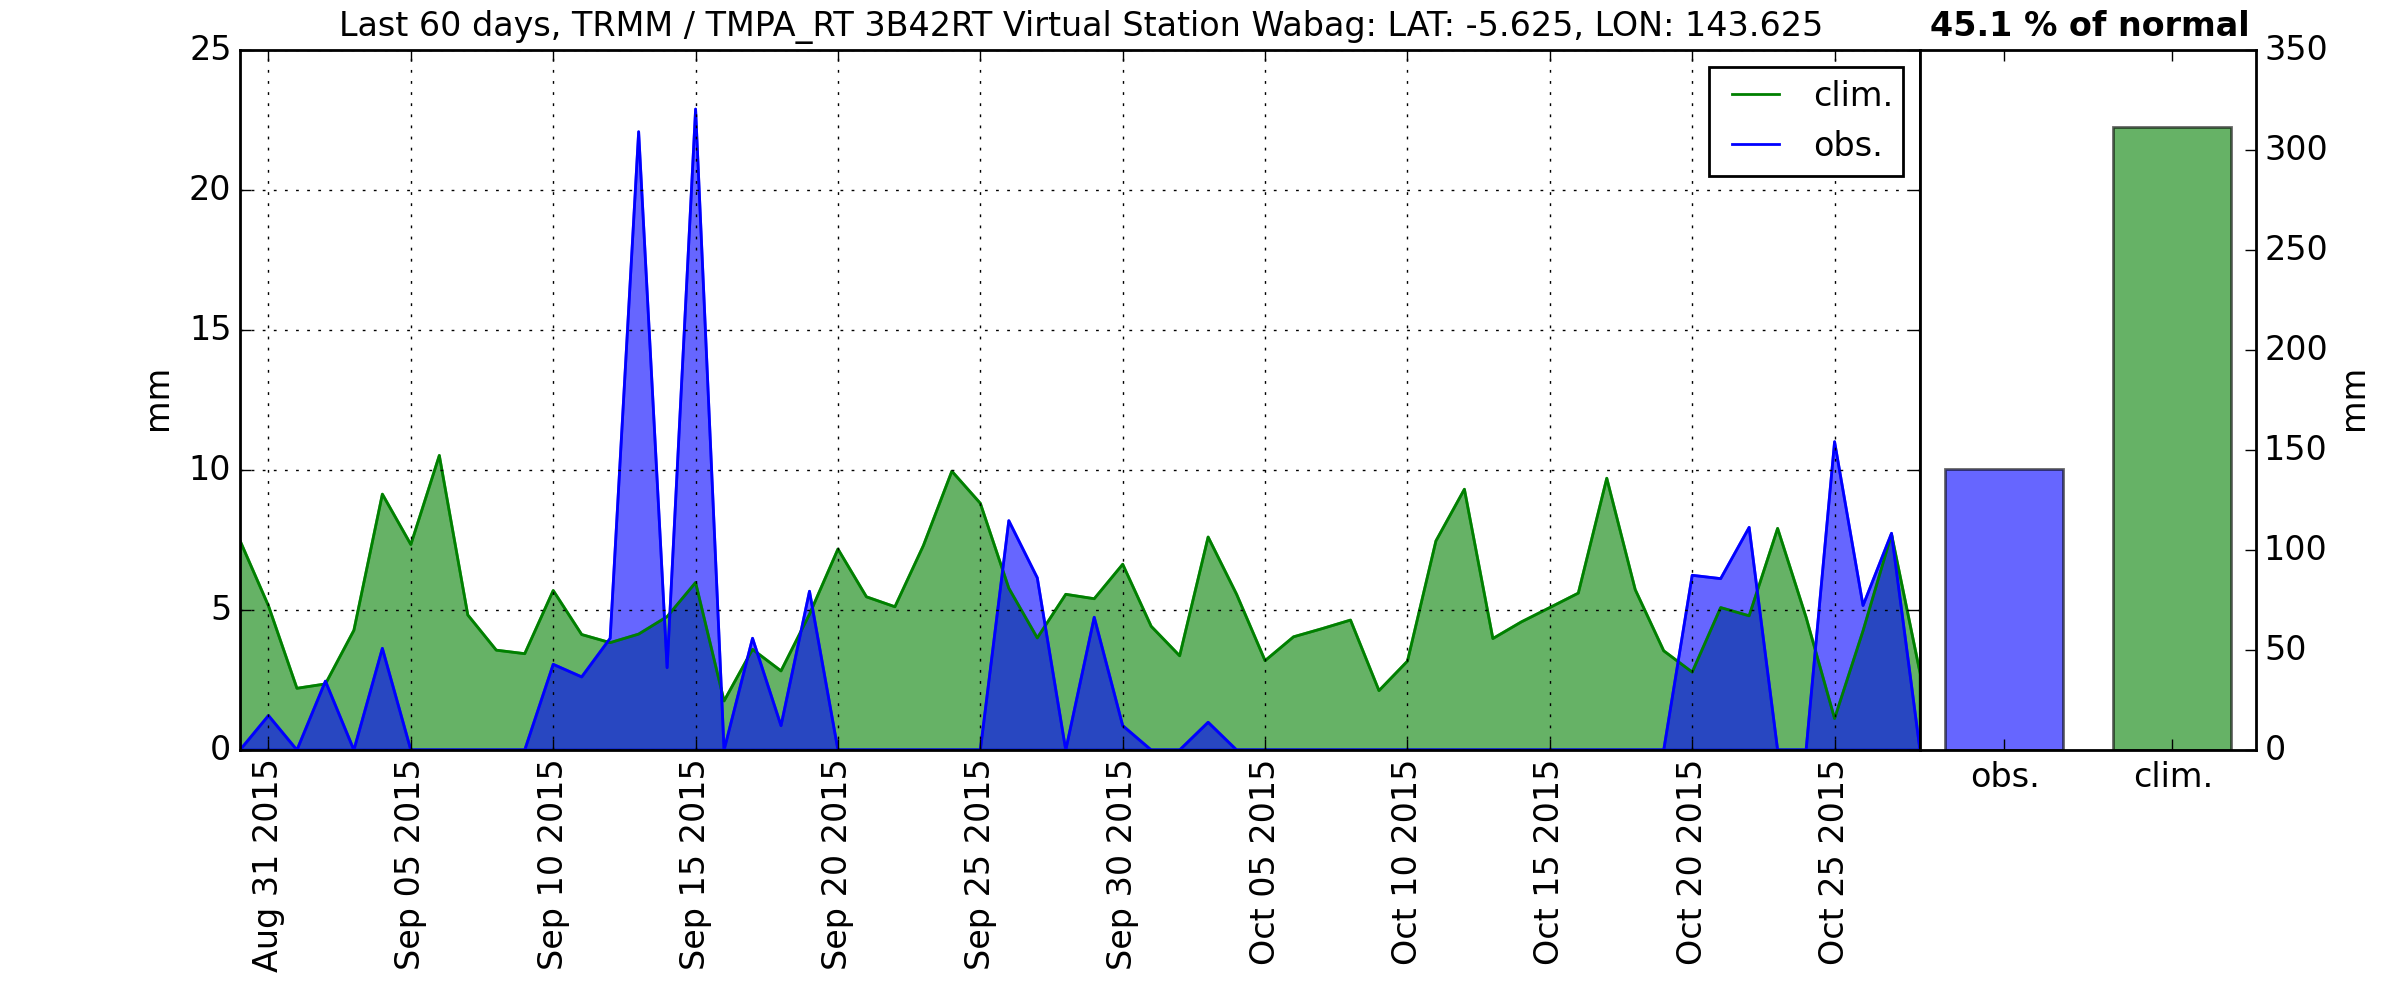 Last 60 days, TRMM / TMPA_RT 3B42RT Virtual Station Wabag: LAT: -5.625, LON: 143.625
45.1 % of normal
25
20
15
10
5
0
mm
clim.
obs.
Aug 31 2015
Sep 05 2015
Sep 10 2015
Sep 15 2015
Sep 20 2015
Sep 25 2015
Sep 30 2015
Oct 05 2015
Oct 10 2015
Oct 15 2015
Oct 20 2015
Oct 25 2015
350
300
250
200
150
100
50
0
mm
obs.
clim.